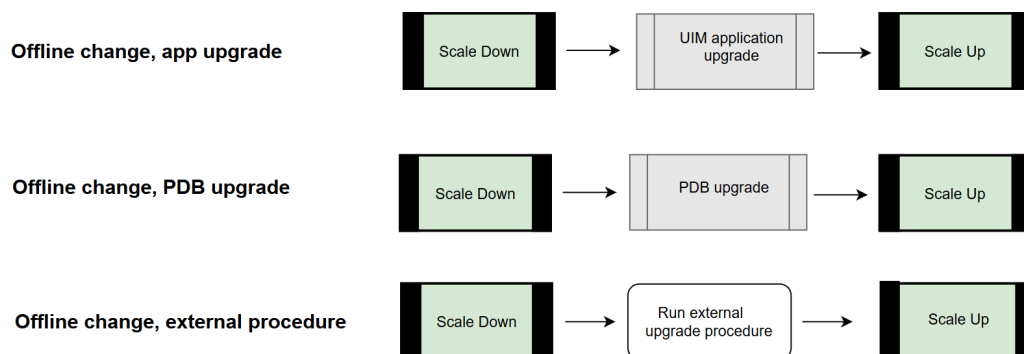 Offline change, app upgrade
Scale Down
UIM application
upgrade
Scale Up
Offline change, PDB upgrade
Scale Down
PDB upgrade
Scale Up
Offline change, external procedure
Scale Down
Run external
upgrade procedure
Scale Up